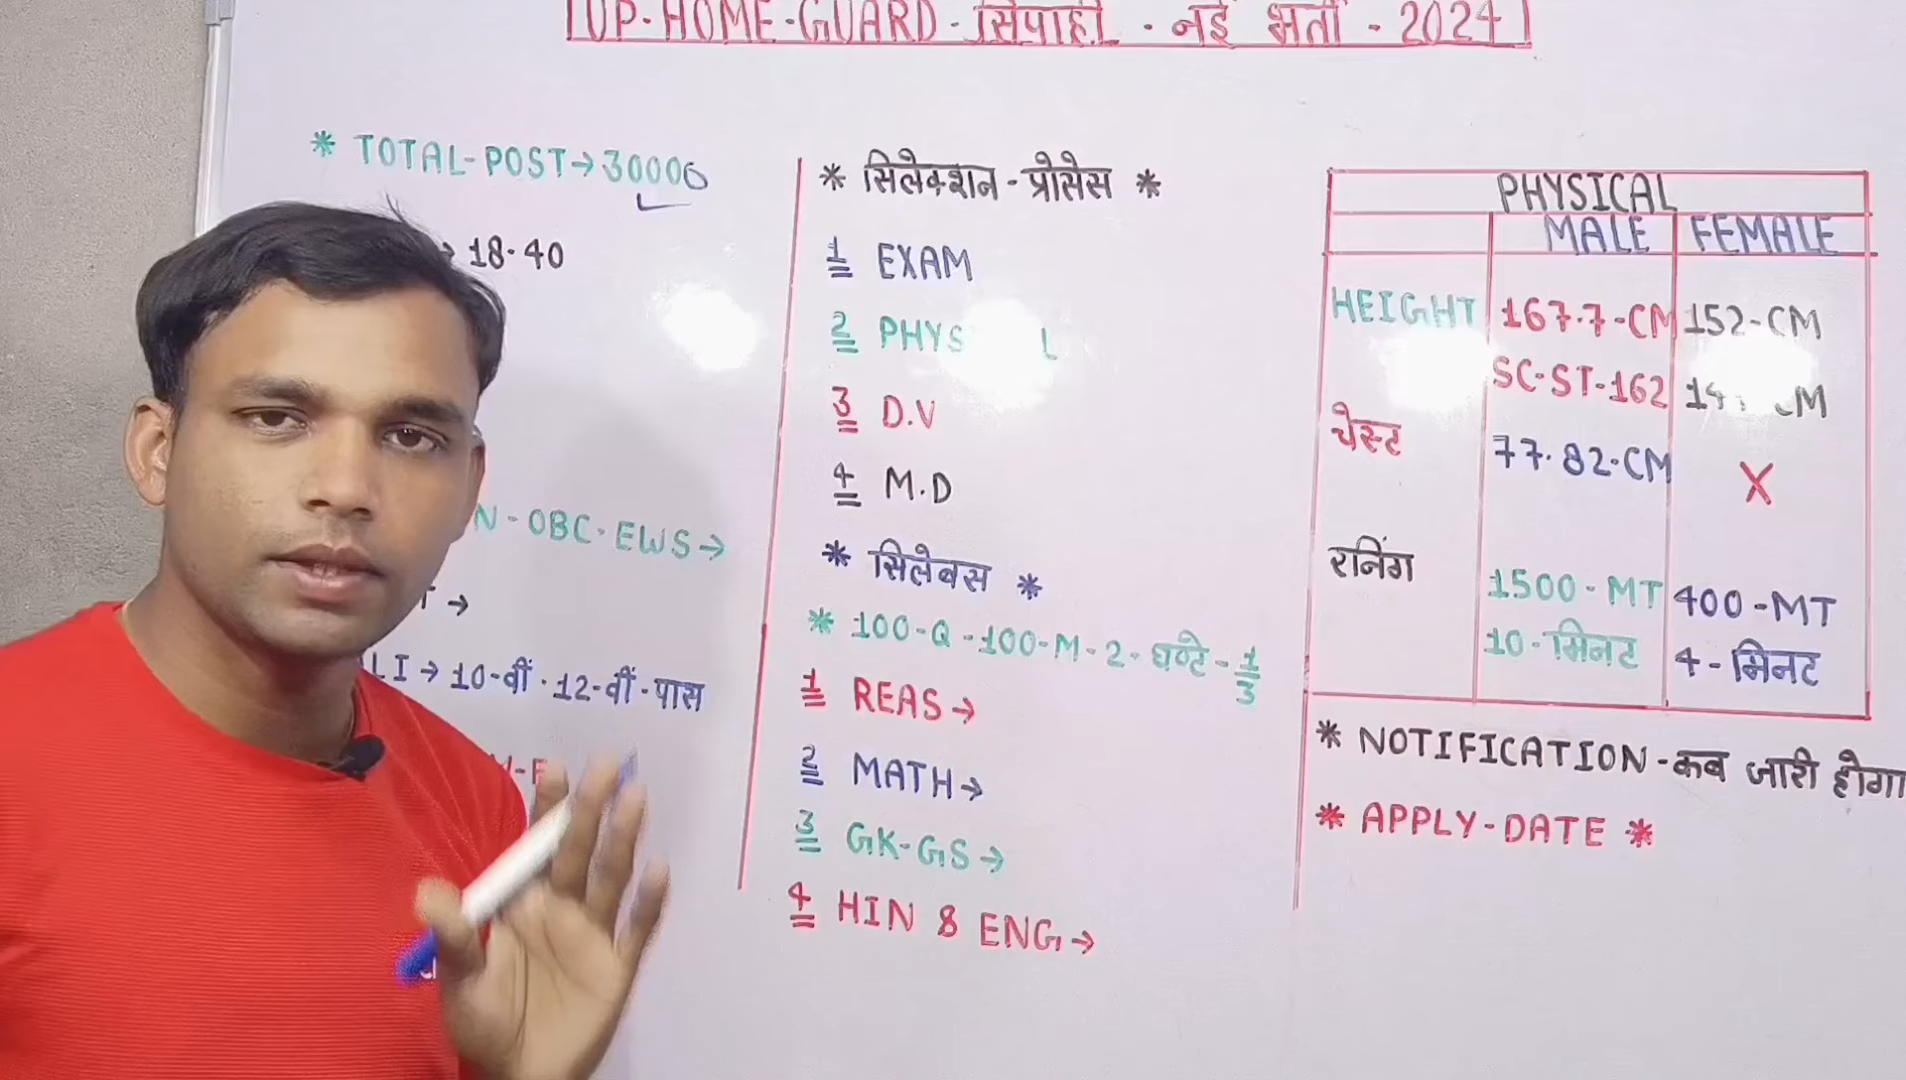 UP-HOME-GUARD-सिपाही - नई भर्ती - 2024
* TOTAL-POST→30000
→ 18-40
N-OBC-EWS→
T →
LI → 10-वीं · 12-वीं-पास
* सिलेक्शन-प्रोसेस *
1 EXAM
2 PHYS L
3 D.V
4 M.D
* सिलेबस *
* 100-Q-100-M-2-घण्टे-1/3
1 REAS→
2 MATH→
3 GK-GS→
4 HIN & ENG→
PHYSICAL
MALE FEMALE
HEIGHT 167.7-CM 152-CM
SC-ST-162 14 CM
चेस्ट 77-82-CM X
रनिंग 1500-MT 400-MT
10-मिनट 4-मिनट
* NOTIFICATION-कब जारी होगा
* APPLY-DATE *